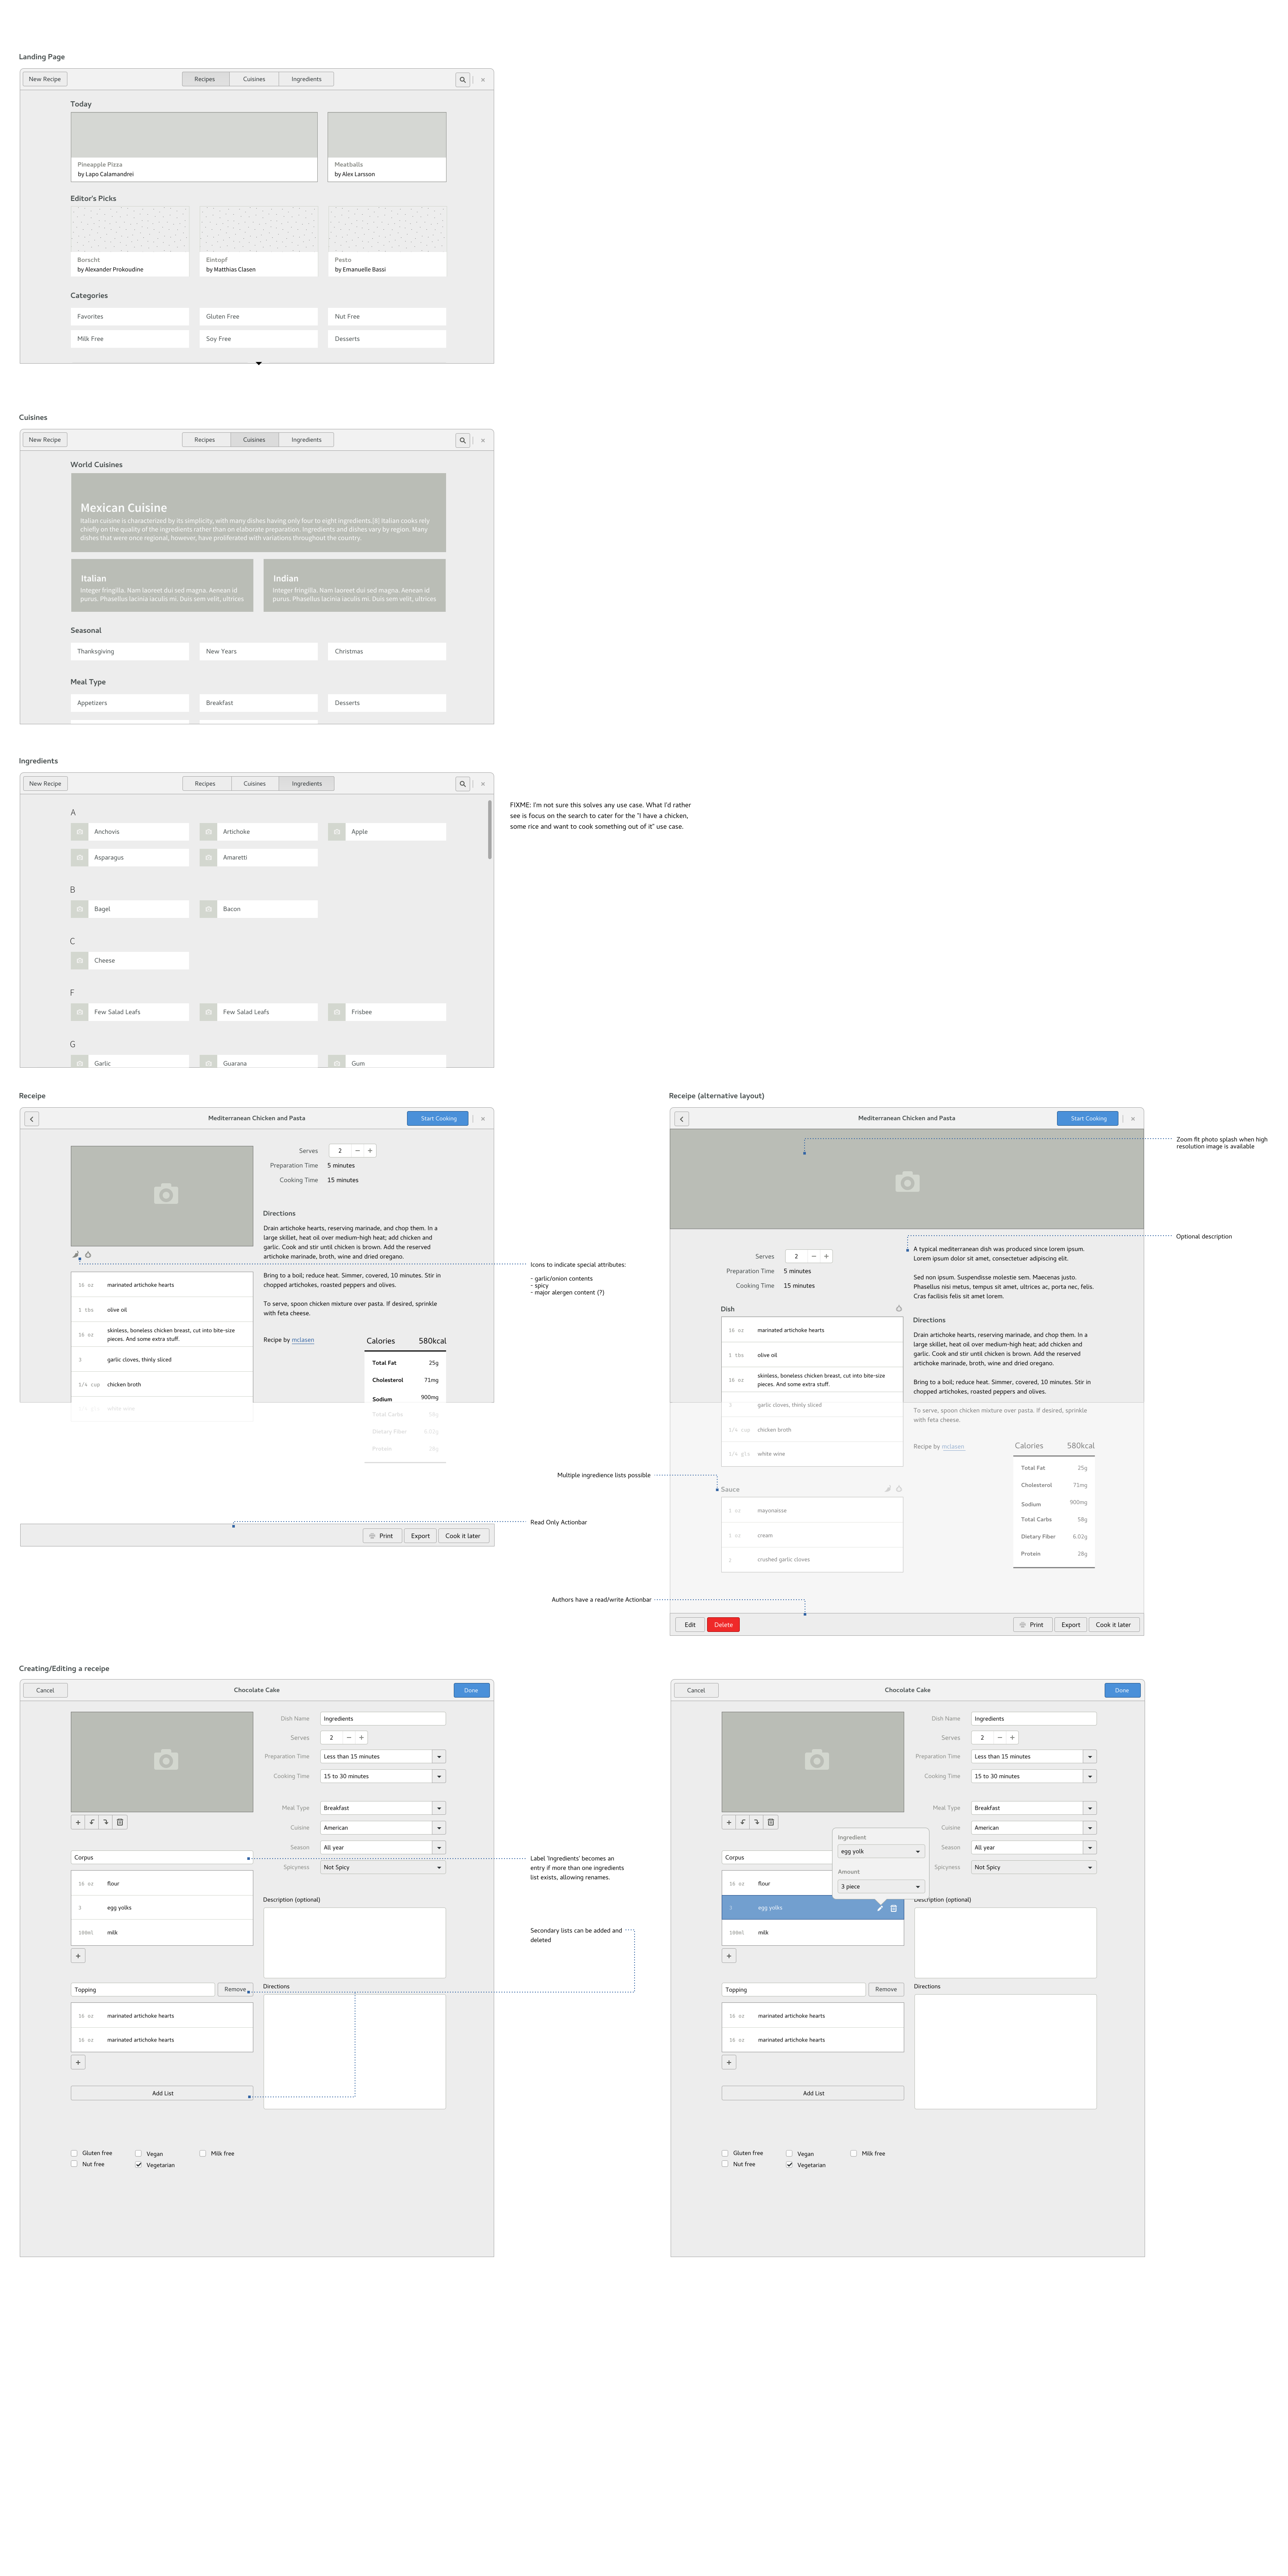 Landing Page
New Recipe
Recipes
Cuisines
Ingredients
Today
Pineapple Pizza
by Lapo Calamandrei
Meatballs
by Alex Larsson
Editor's Picks
Borscht
by Alexander Prokoudine
Eintopf
by Matthias Clasen
Pesto
by Emanuelle Bassi
Categories
Favorites
Gluten Free
Nut Free
Milk Free
Soy Free
Desserts
Cuisines
New Recipe
Recipes
Cuisines
Ingredients
World Cuisines
Mexican Cuisine
Italian cuisine is characterized by its simplicity, with many dishes having only four to eight ingredients.[8] Italian cooks rely
chiefly on the quality of the ingredients rather than on elaborate preparation. Ingredients and dishes vary by region. Many
dishes that were once regional, however, have proliferated with variations throughout the country.
Italian
Integer fringilla. Nam laoreet dui sed magna. Aenean id
purus. Phasellus lacinia iaculis mi. Duis sem velit, ultrices
Indian
Integer fringilla. Nam laoreet dui sed magna. Aenean id
purus. Phasellus lacinia iaculis mi. Duis sem velit, ultrices
Seasonal
Thanksgiving
New Years
Christmas
Meal Type
Appetizers
Breakfast
Desserts
Ingredients
New Recipe
Recipes
Cuisines
Ingredients
A
Anchovis
Artichoke
Apple
Asparagus
Amaretti
B
Bagel
Bacon
C
Cheese
F
Few Salad Leafs
Few Salad Leafs
Frisbee
G
Garlic
Guarana
Gum
FIXME: I'm not sure this solves any use case. What I'd rather
see is focus on the search to cater for the "I have a chicken,
some rice and want to cook something out of it" use case.
Receipe
Mediterranean Chicken and Pasta
Start Cooking
Serves
2
Preparation Time
5 minutes
Cooking Time
15 minutes
Directions
Drain artichoke hearts, reserving marinade, and chop them. In a
large skillet, heat oil over medium-high heat; add chicken and
garlic. Cook and stir until chicken is brown. Add the reserved
artichoke marinade, broth, wine and dried oregano.
Bring to a boil; reduce heat. Simmer, covered, 10 minutes. Stir in
chopped artichokes, roasted peppers and olives.
To serve, spoon chicken mixture over pasta. If desired, sprinkle
with feta cheese.
Recipe by mclasen
16 oz marinated artichoke hearts
1 tbs olive oil
16 oz skinless, boneless chicken breast, cut into bite-size
pieces. And some extra stuff.
3 garlic cloves, thinly sliced
1/4 cup chicken broth
white wine
Calories 580kcal
Total Fat 25g
Cholesterol 71mg
Sodium 900mg
Total Carbs 58g
Dietary Fiber 6.02g
Protein 28g
Icons to indicate special attributes:
- garlic/onion contents
- spicy
- major alergen content (?)
Read Only Actionbar
Print
Export
Cook it later
Receipe (alternative layout)
Mediterranean Chicken and Pasta
Start Cooking
Zoom fit photo splash when high
resolution image is available
Optional description
Serves
2
Preparation Time
5 minutes
Cooking Time
15 minutes
A typical mediterranean dish was produced since lorem ipsum.
Lorem ipsum dolor sit amet, consectetuer adipiscing elit.
Sed non ipsum. Suspendisse molestie sem. Maecenas justo.
Phasellus nisi metus, tempus sit amet, ultrices ac, porta nec, felis.
Cras facilisis felis sit amet lorem.
Directions
Drain artichoke hearts, reserving marinade, and chop them. In a
large skillet, heat oil over medium-high heat; add chicken and
garlic. Cook and stir until chicken is brown. Add the reserved
artichoke marinade, broth, wine and dried oregano.
Bring to a boil; reduce heat. Simmer, covered, 10 minutes. Stir in
chopped artichokes, roasted peppers and olives.
To serve, spoon chicken mixture over pasta. If desired, sprinkle
with feta cheese.
Recipe by mclasen
Dish
16 oz marinated artichoke hearts
1 tbs olive oil
16 oz skinless, boneless chicken breast, cut into bite-size
pieces. And some extra stuff.
3 garlic cloves, thinly sliced
1/4 cup chicken broth
1/4 gls white wine
Multiple ingredience lists possible
Sauce
mayonaisse
cream
2 crushed garlic cloves
Calories 580kcal
Total Fat 25g
Cholesterol 71mg
Sodium 900mg
Total Carbs 58g
Dietary Fiber 6.02g
Protein 28g
Authors have a read/write Actionbar
Edit
Delete
Print
Export
Cook it later
Creating/Editing a receipe
Cancel
Chocolate Cake
Done
Dish Name
Ingredients
Serves
2
Preparation Time
Less than 15 minutes
Cooking Time
15 to 30 minutes
Meal Type
Breakfast
Cuisine
American
Season
All year
Spicyness
Not Spicy
Description (optional)
Directions
Corpus
16 oz flour
3 egg yolks
100ml milk
Topping
Remove
16 oz marinated artichoke hearts
16 oz marinated artichoke hearts
Add List
Gluten free
Vegan
Milk free
Nut free
Vegetarian
Label 'Ingredients' becomes an
entry if more than one ingredients
list exists, allowing renames.
Secondary lists can be added and
deleted
Cancel
Chocolate Cake
Done
Dish Name
Ingredients
Serves
2
Preparation Time
Less than 15 minutes
Cooking Time
15 to 30 minutes
Meal Type
Breakfast
Cuisine
American
Season
All year
Spicyness
Not Spicy
Ingredient
egg yolk
Amount
3 piece
Description (optional)
Directions
Corpus
16 oz flour
3 egg yolks
100ml milk
Topping
Remove
16 oz marinated artichoke hearts
16 oz marinated artichoke hearts
Add List
Gluten free
Vegan
Milk free
Nut free
Vegetarian